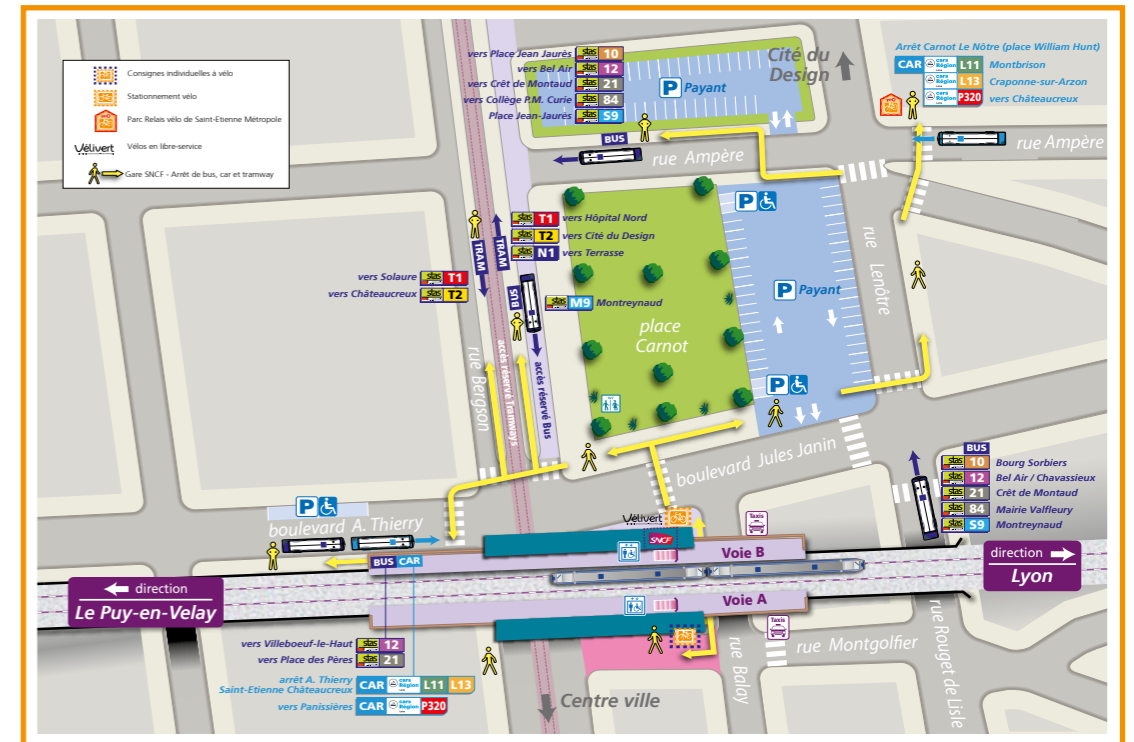 Consignes individuelles à vélo
Stationnement vélo
Parc Relais vélo de Saint-Etienne Métropole
Vélivert Vélos en libre-service
Gare SNCF - Arrêt de bus, car et tramway
vers Place Jean Jaurès stas 10
vers Bel Air stas 12
vers Crêt de Montaud stas 21
vers Collège P.M. Curie stas 84
Place Jean-Jaurès stas S9
P Payant
Cité du
Design
Arrêt Carnot Le Nôtre (place William Hunt)
CAR cars Région L11 Montbrison
cars Région L13 Craponne-sur-Arzon
cars Région P320 vers Châteaucreux
BUS
rue Ampère
rue Ampère
P
stas T1 vers Hôpital Nord
stas T2 vers Cité du Design
stas N1 vers Terrasse
TRAM
TRAM
vers Solaure stas T1
vers Châteaucreux stas T2
BUS
stas M9 Montreynaud
P Payant
rue Lenôtre
place
Carnot
rue Bergson
accès réservé Tramways
accès réservé Bus
P
boulevard Jules Janin
BUS
stas 10 Bourg Sorbiers
stas 12 Bel Air / Chavassieux
stas 21 Crêt de Montaud
stas 84 Mairie Valfleury
stas S9 Montreynaud
P
boulevard A. Thierry
Vélivert
Taxis
SNCF
BUS CAR
Voie B
direction
Lyon
direction
Le Puy-en-Velay
Voie A
Taxis
rue Montgolfier
rue Balay
rue Rouget de Lisle
vers Villeboeuf-le-Haut stas 12
vers Place des Pères stas 21
arrêt A. Thierry
Saint-Etienne Châteaucreux CAR cars Région L11 L13
vers Panissières CAR cars Région P320
Centre ville